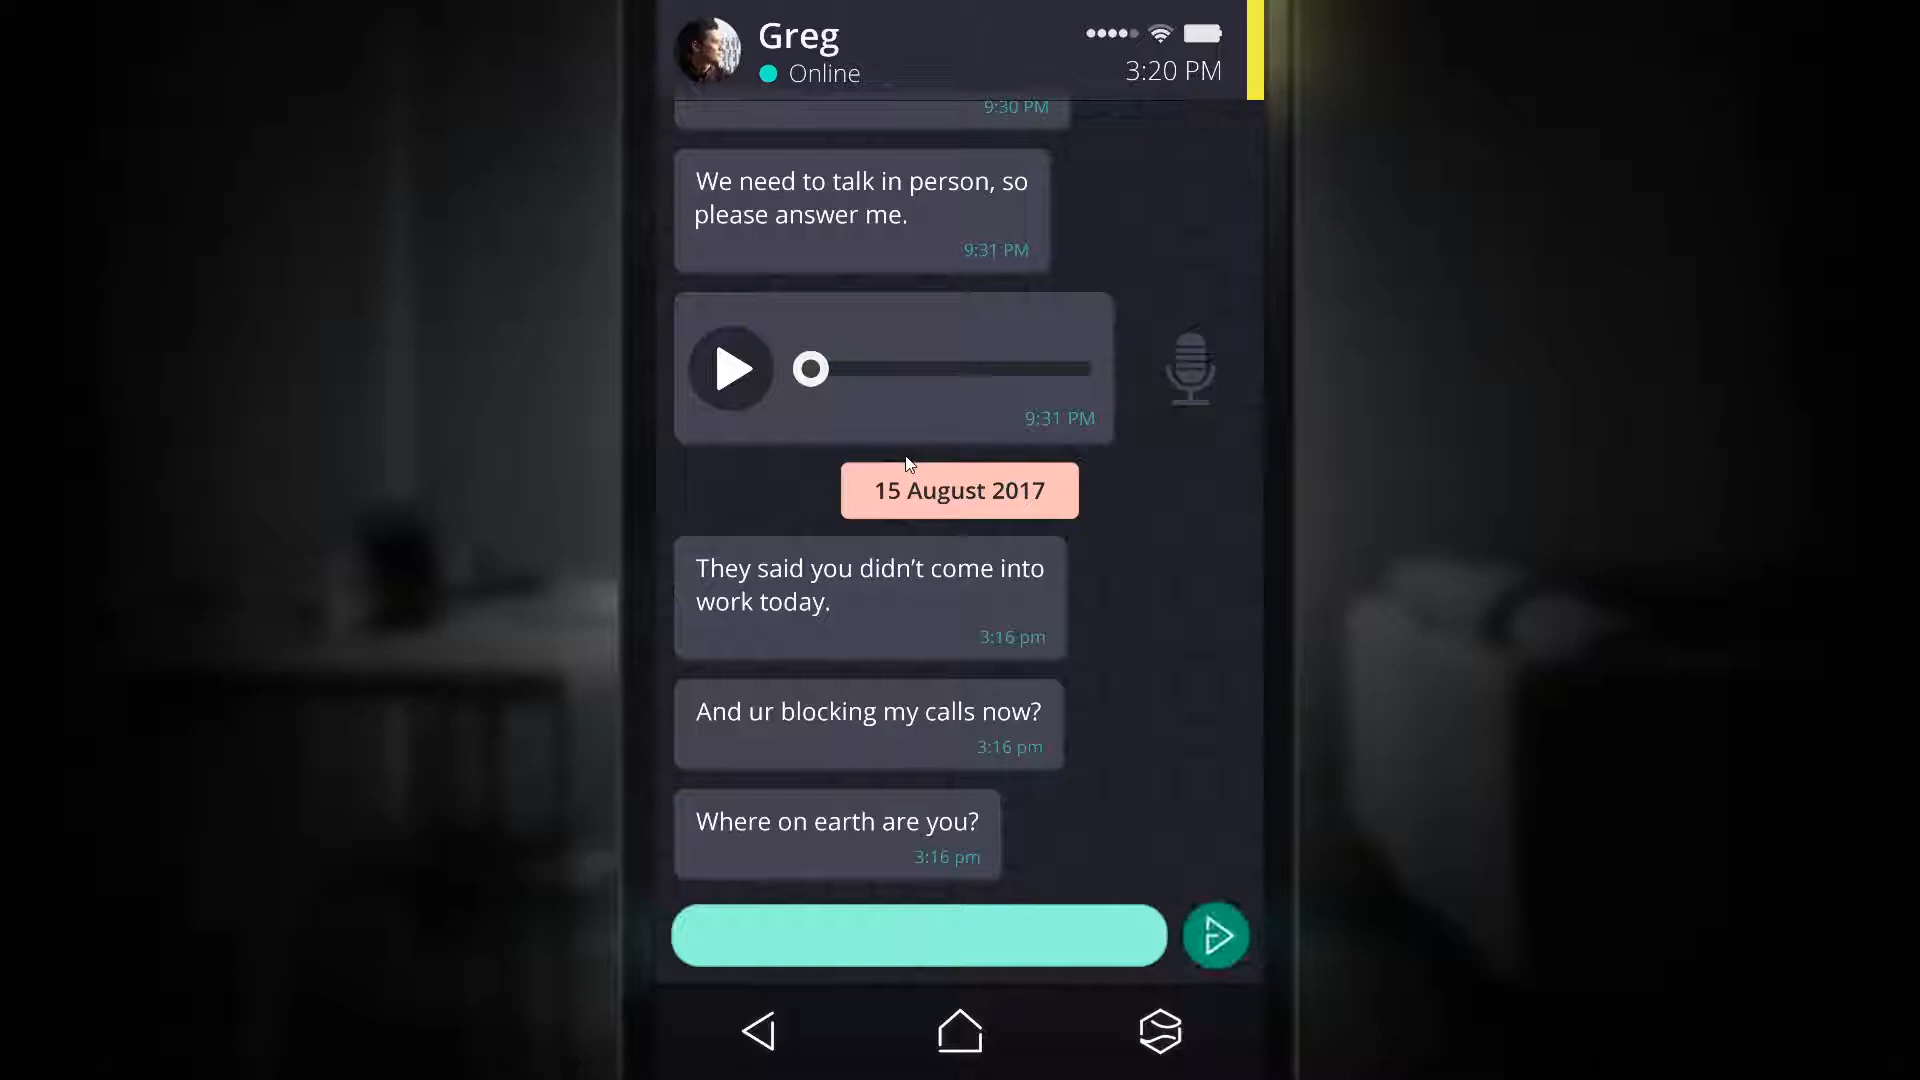 Greg
Online
3:20 PM
9:30 PM
We need to talk in person, so
please answer me.
9:31 PM
9:31 PM
15 August 2017
They said you didn’t come into
work today.
3:16 pm
And ur blocking my calls now?
3:16 pm
Where on earth are you?
3:16 pm